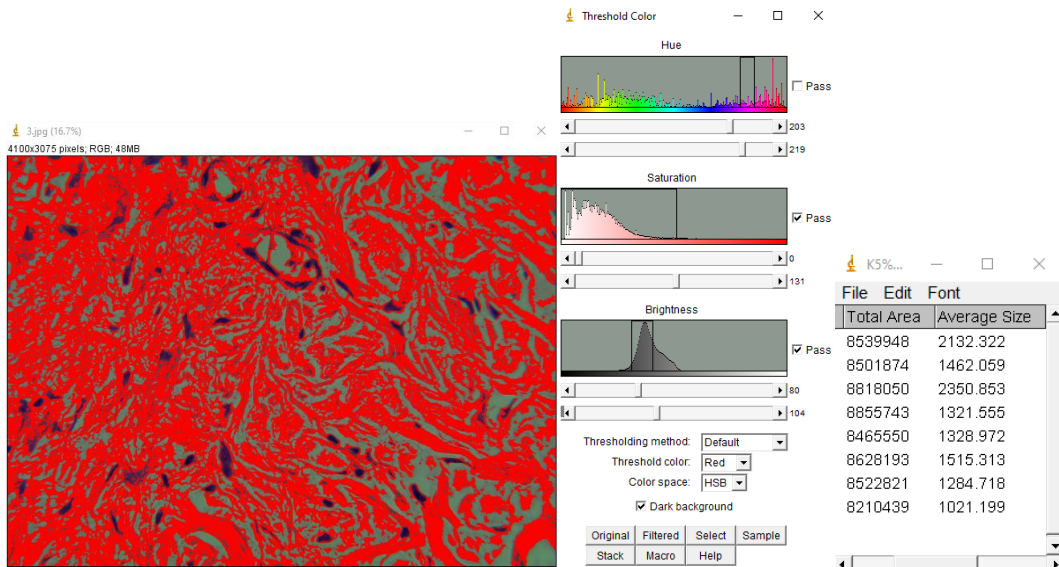 Threshold Color
Hue
Pass
203
219
Saturation
Pass
0
131
Brightness
Pass
80
104
Thresholding method: Default
Threshold color: Red
Color space: HSB
Dark background
Original Filtered Select Sample
Stack Macro Help
3.jpg (16.7%)
4100x3075 pixels; RGB; 48MB
K5%...
File Edit Font
Total Area Average Size
8539948 2132.322
8501874 1462.059
8818050 2350.853
8855743 1321.555
8465550 1328.972
8628193 1515.313
8522821 1284.718
8210439 1021.199